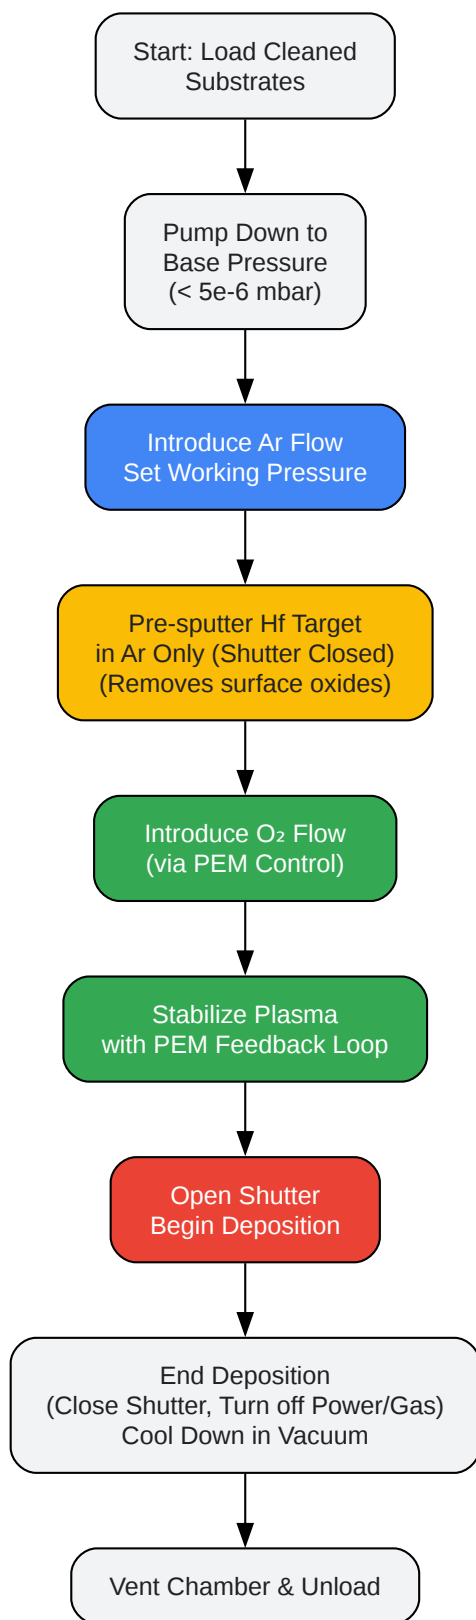 Start: Load Cleaned
Substrates
Pump Down to
Base Pressure
(< 5e-6 mbar)
Introduce Ar Flow
Set Working Pressure
Pre-sputter Hf Target
in Ar Only (Shutter Closed)
(Removes surface oxides)
Introduce O₂ Flow
(via PEM Control)
Stabilize Plasma
with PEM Feedback Loop
Open Shutter
Begin Deposition
End Deposition
(Close Shutter, Turn off Power/Gas)
Cool Down in Vacuum
Vent Chamber & Unload